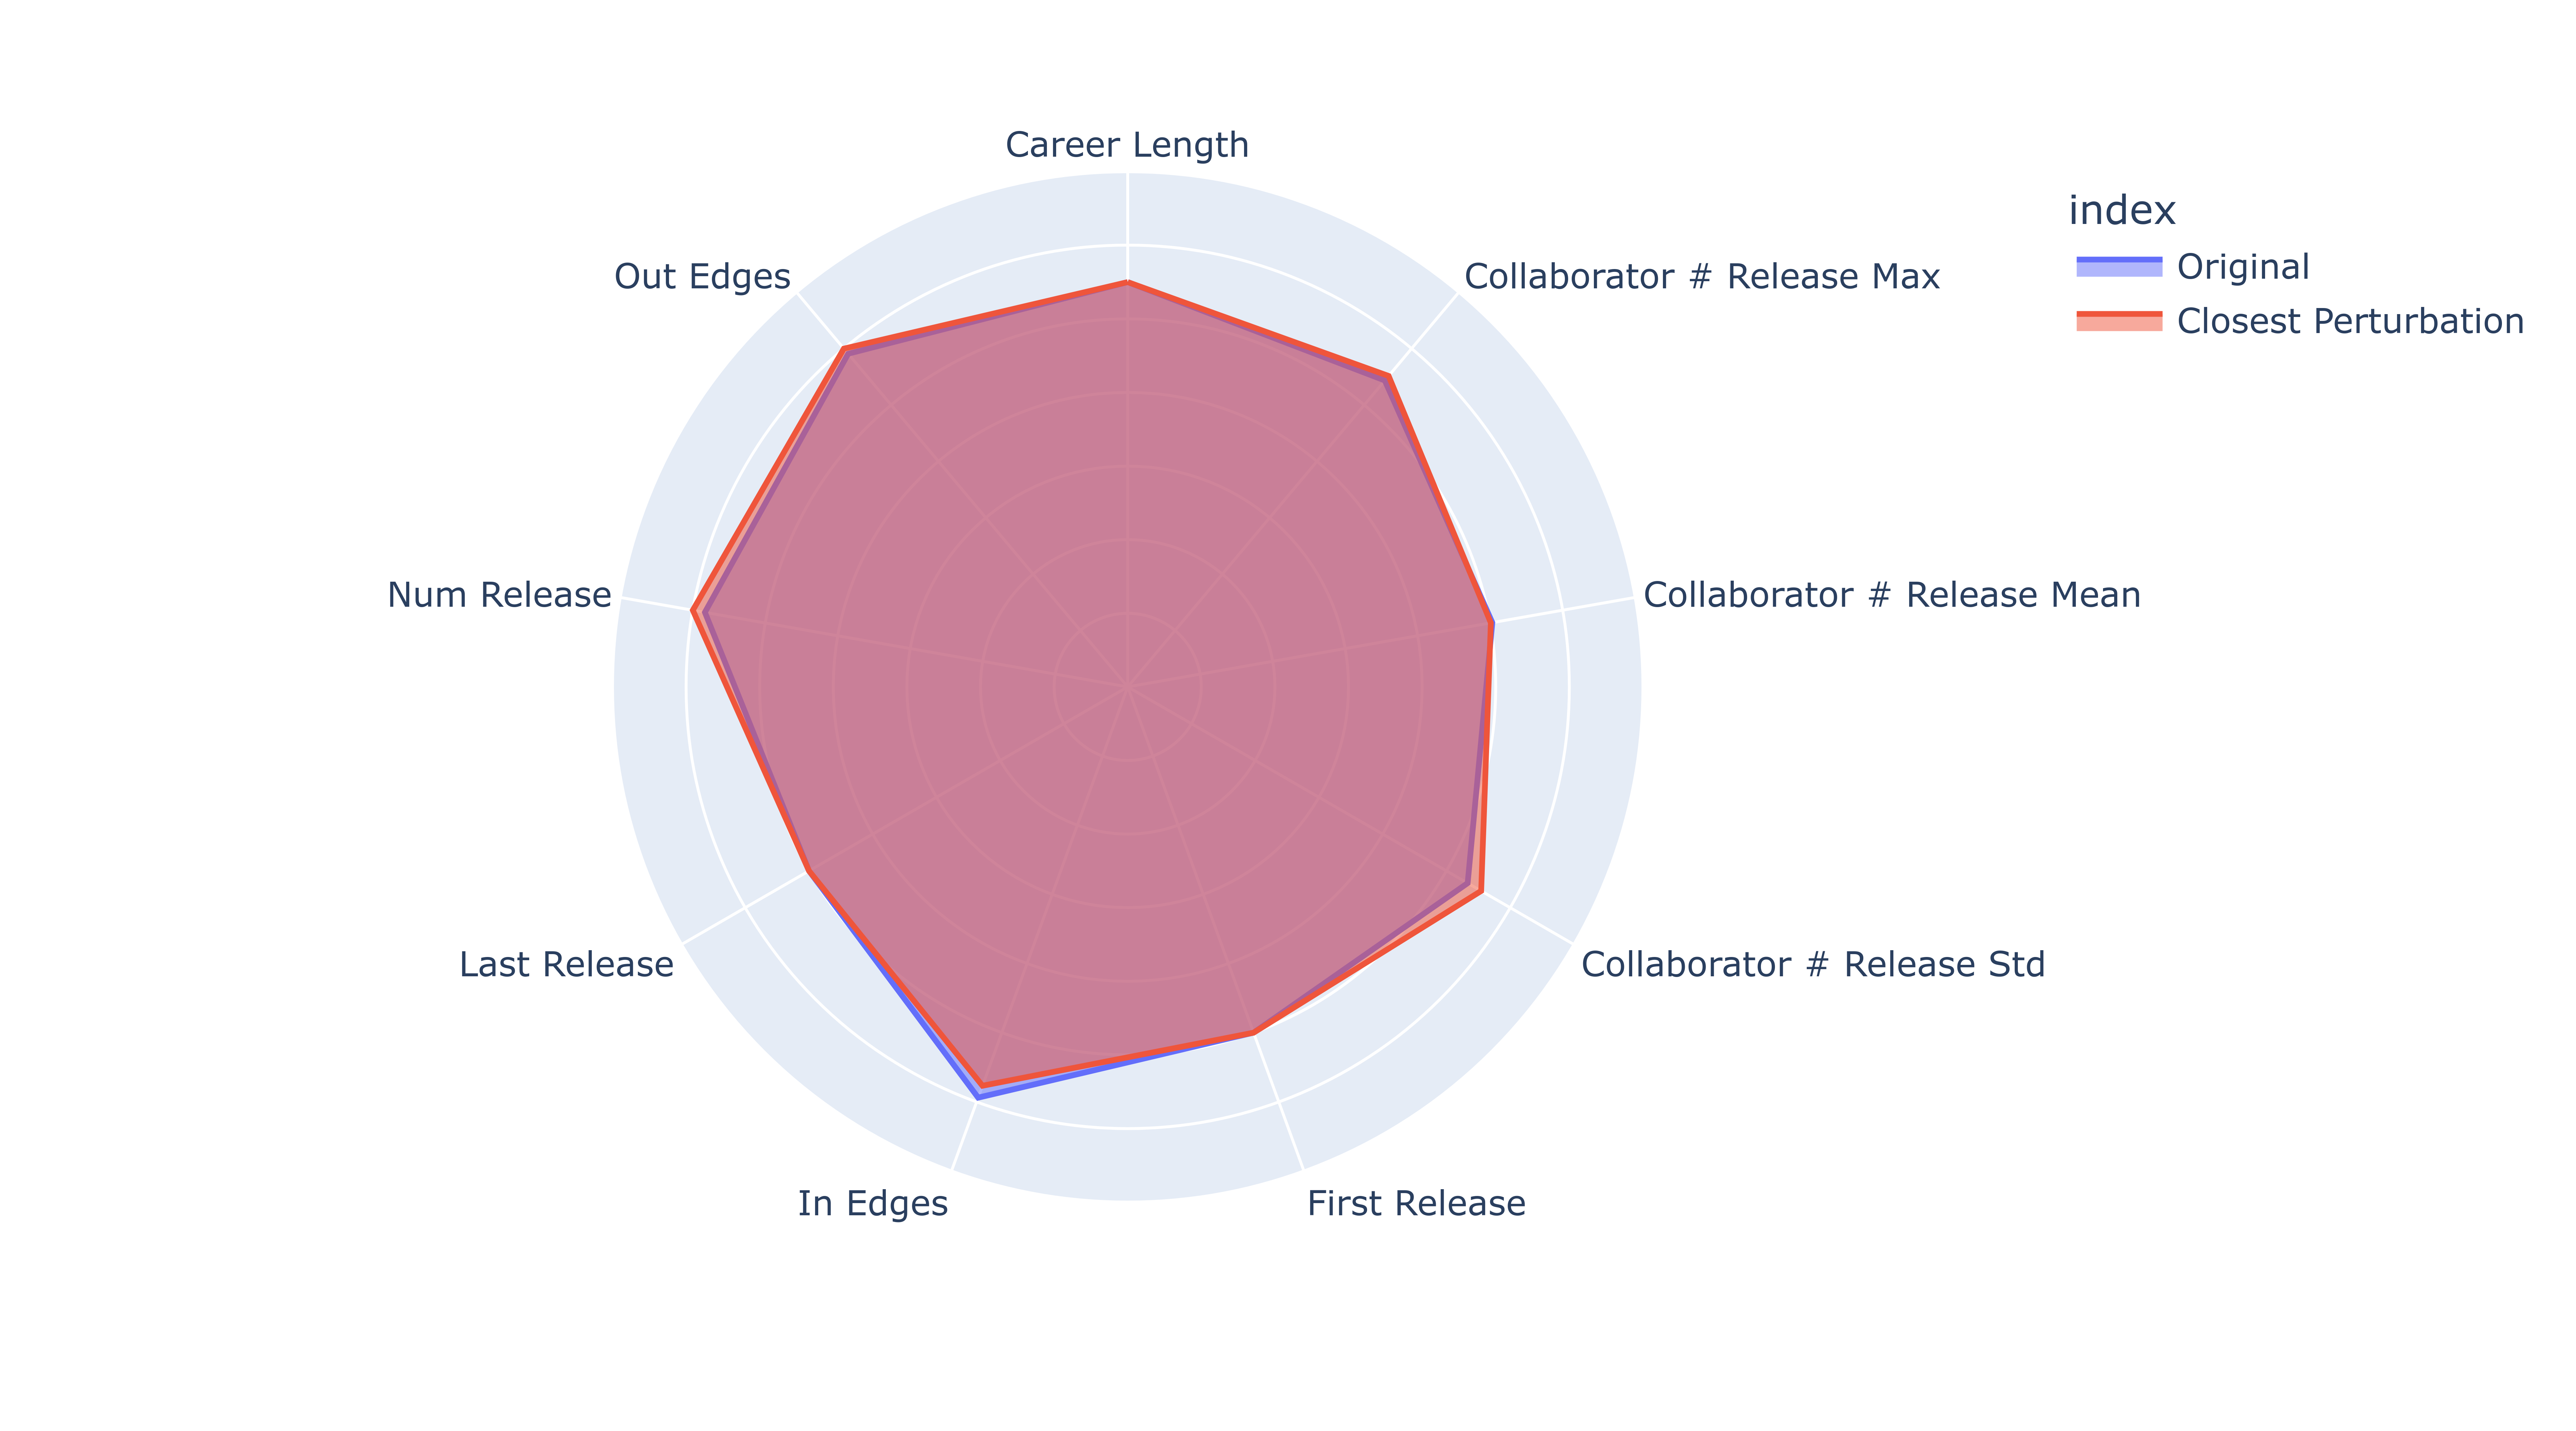 Career Length
Out Edges
Collaborator # Release Max
index
Original
Closest Perturbation
Num Release
Collaborator # Release Mean
Last Release
Collaborator # Release Std
In Edges
First Release